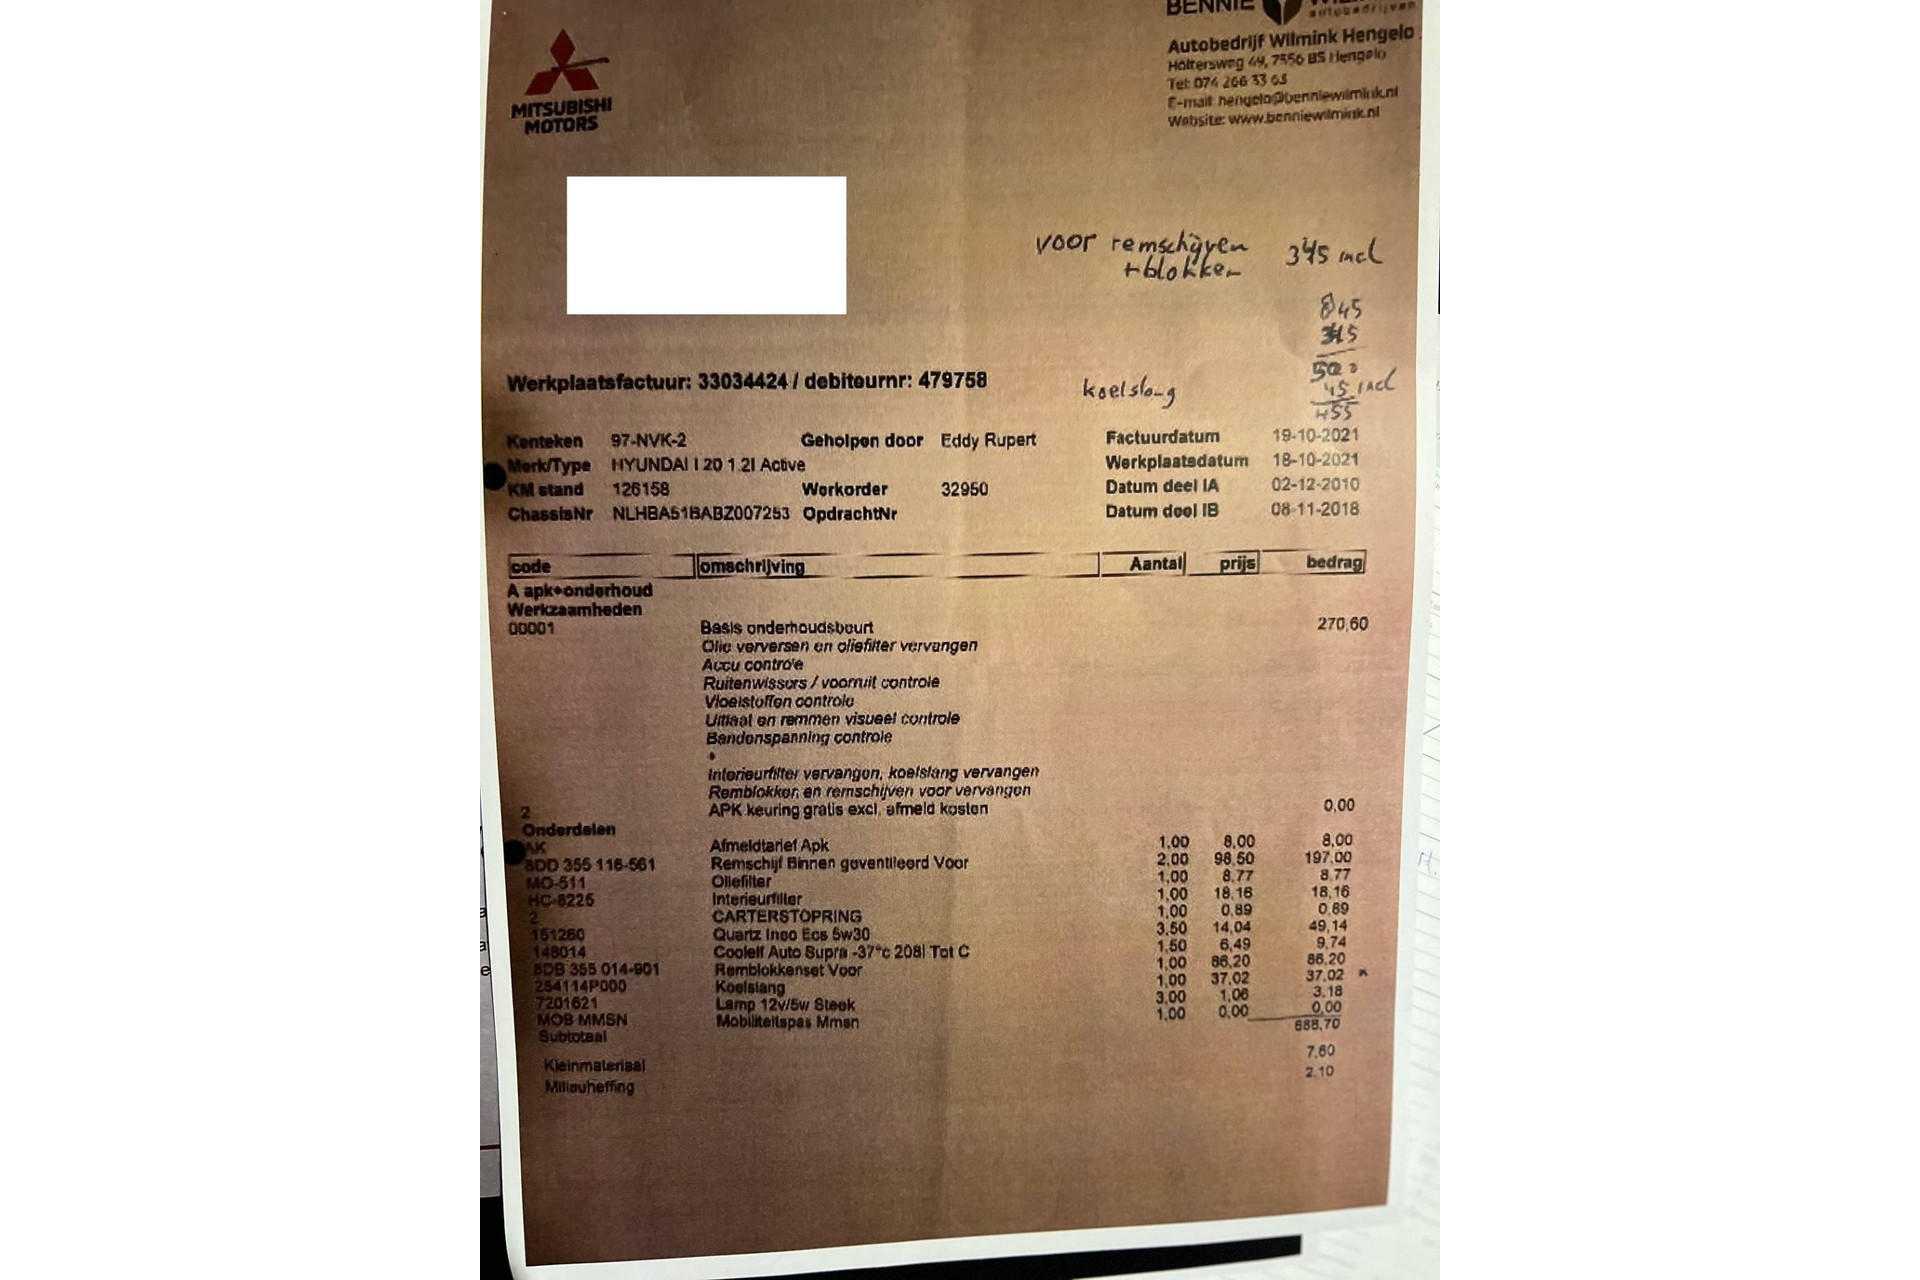 BENNIE
autobedrijven
MITSUBISHI
MOTORS
Autobedrijf Wilmink Hengelo
Holtersweg 49, 7556 BS Hengelo
Tel: 074 266 33 63
E-mail: hengelo@benniewilmink.nl
Website: www.benniewilmink.nl
voor remschijven 345 incl
+ blokken
845
345
500
koelslang 45 incl
455
Werkplaatsfactuur: 33034424 / debiteurnr: 479758
Kenteken 97-NVK-2 Geholpen door Eddy Rupert Factuurdatum 19-10-2021
Merk/Type HYUNDAI I 20 1.2I Active Werkplaatsdatum 18-10-2021
KM stand 126158 Workorder 32950 Datum deel IA 02-12-2010
ChassisNr NLHBA51BABZ007253 OpdrachtNr Datum deel IB 08-11-2018
code omschrijving Aantal prijs bedrag
A apk+onderhoud
Werkzaamheden
00001 Basis onderhoudsbeurt 270,60
Olie verversen en oliefilter vervangen
Accu controle
Ruitenwissers / voorruit controle
Vloeistoffen controle
Uitlaat en remmen visueel controle
Bandenspanning controle
*
Interieurfilter vervangen, koelslang vervangen
Remblokken en remschijven voor vervangen
2 APK keuring gratis excl. afmeld kosten 0,00
Onderdelen
AK Afmeldtarief Apk 1,00 8,00 8,00
8DD 355 116-561 Remschijf Binnen geventileerd Voor 2,00 98,50 197,00
MO-511 Oliefilter 1,00 8,77 8,77
HC-8225 Interieurfilter 1,00 18,16 18,16
2 CARTERSTOPRING 1,00 0,89 0,89
151260 Quartz Ineo Ecs 5w30 3,50 14,04 49,14
148014 Coolelf Auto Supra -37°c 208l Tot C 1,50 6,49 9,74
8DB 355 014-901 Remblokkenset Voor 1,00 86,20 86,20
254114P000 Koelslang 1,00 37,02 37,02
7201621 Lamp 12v/5w Steek 3,00 1,06 3,18
MOB MMSN Mobiliteitspas Mmsn 1,00 0,00 0,00
Subtotaal 688,70
Kleinmateriaal 7,60
Milieuheffing 2,10